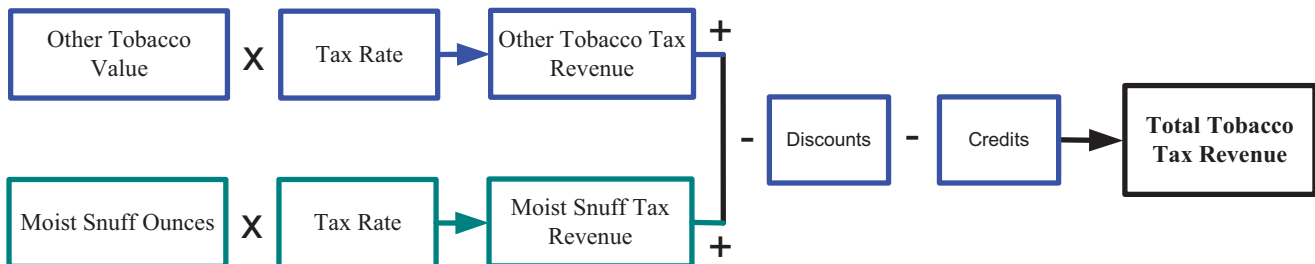 Other Tobacco
Value
X
Tax Rate
Other Tobacco Tax
Revenue
+
-
Discounts
-
Credits
Total Tobacco
Tax Revenue
Moist Snuff Ounces
X
Tax Rate
Moist Snuff Tax
Revenue
+